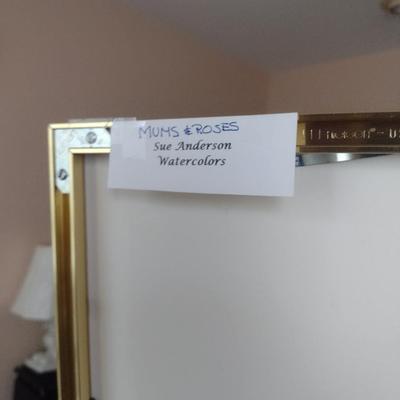 MUMS & ROSES
Sue Anderson
Watercolors